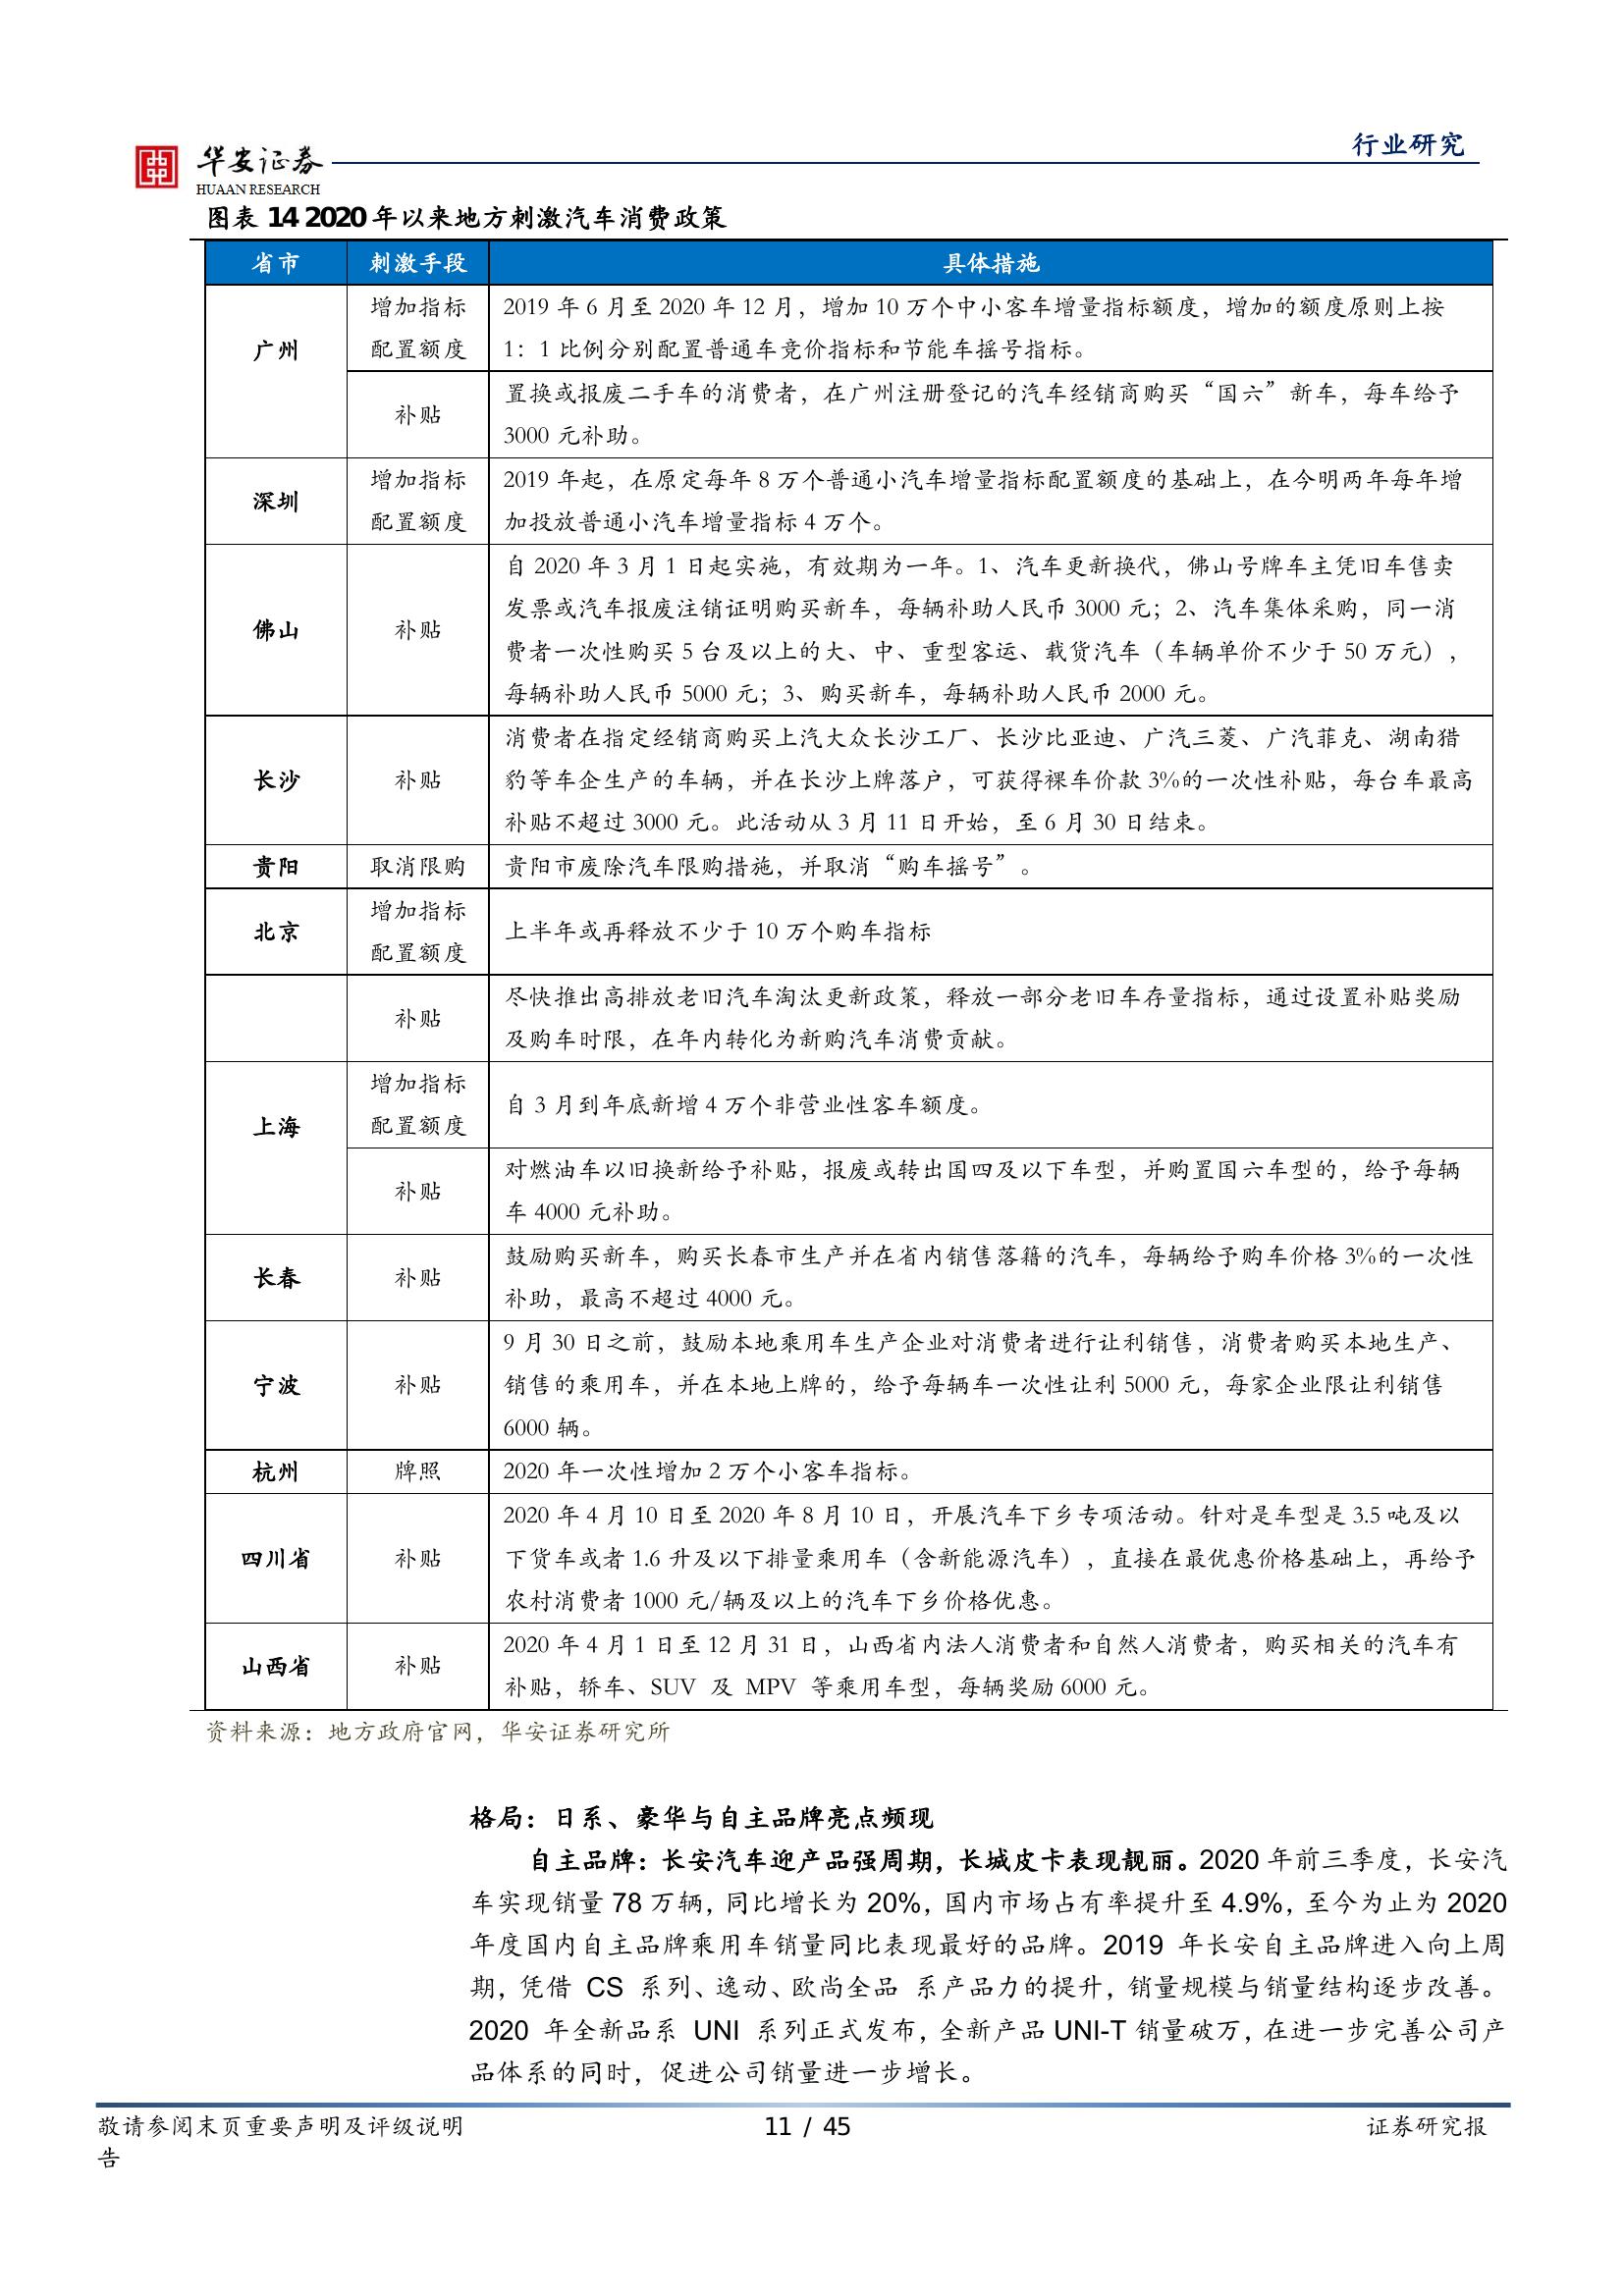 行业研究
华安证券
HUAAN RESEARCH
图表 14 2020 年以来地方刺激汽车消费政策
省市 刺激手段 具体措施
广州
增加指标
配置额度
2019 年 6 月至 2020 年 12 月，增加 10 万个中小客车增量指标额度，增加的额度原则上按
1：1 比例分别配置普通车竞价指标和节能车摇号指标。
补贴
置换或报废二手车的消费者，在广州注册登记的汽车经销商购买“国六”新车，每车给予
3000 元补助。
深圳
增加指标
配置额度
2019 年起，在原定每年 8 万个普通小汽车增量指标配置额度的基础上，在今明两年每年增
加投放普通小汽车增量指标 4 万个。
佛山
补贴
自 2020 年 3 月 1 日起实施，有效期为一年。1、汽车更新换代，佛山号牌车主凭旧车售卖
发票或汽车报废注销证明购买新车，每辆补助人民币 3000 元；2、汽车集体采购，同一消
费者一次性购买 5 台及以上的大、中、重型客运、载货汽车（车辆单价不少于 50 万元），
每辆补助人民币 5000 元；3、购买新车，每辆补助人民币 2000 元。
长沙
补贴
消费者在指定经销商购买上汽大众长沙工厂、长沙比亚迪、广汽三菱、广汽菲克、湖南猎
豹等车企生产的车辆，并在长沙上牌落户，可获得裸车价款 3%的一次性补贴，每台车最高
补贴不超过 3000 元。此活动从 3 月 11 日开始，至 6 月 30 日结束。
贵阳 取消限购 贵阳市废除汽车限购措施，并取消“购车摇号”。
北京
增加指标
配置额度
上半年或再释放不少于 10 万个购车指标
补贴
尽快推出高排放老旧汽车淘汰更新政策，释放一部分老旧车存量指标，通过设置补贴奖励
及购车时限，在年内转化为新购汽车消费贡献。
上海
增加指标
配置额度
自 3 月到年底新增 4 万个非营业性客车额度。
补贴
对燃油车以旧换新给予补贴，报废或转出国四及以下车型，并购置国六车型的，给予每辆
车 4000 元补助。
长春
补贴
鼓励购买新车，购买长春市生产并在省内销售落籍的汽车，每辆给予购车价格 3%的一次性
补助，最高不超过 4000 元。
宁波
补贴
9 月 30 日之前，鼓励本地乘用车生产企业对消费者进行让利销售，消费者购买本地生产、
销售的乘用车，并在本地上牌的，给予每辆车一次性让利 5000 元，每家企业限让利销售
6000 辆。
杭州 牌照 2020 年一次性增加 2 万个小客车指标。
四川省
补贴
2020 年 4 月 10 日至 2020 年 8 月 10 日，开展汽车下乡专项活动。针对是车型是 3.5 吨及以
下货车或者 1.6 升及以下排量乘用车（含新能源汽车），直接在最优惠价格基础上，再给予
农村消费者 1000 元/辆及以上的汽车下乡价格优惠。
山西省
补贴
2020 年 4 月 1 日至 12 月 31 日，山西省内法人消费者和自然人消费者，购买相关的汽车有
补贴，轿车、SUV 及 MPV 等乘用车型，每辆奖励 6000 元。
资料来源：地方政府官网，华安证券研究所
格局：日系、豪华与自主品牌亮点频现
自主品牌：长安汽车迎产品强周期，长城皮卡表现靓丽。2020 年前三季度，长安汽
车实现销量 78 万辆，同比增长为 20%，国内市场占有率提升至 4.9%，至今为止为 2020
年度国内自主品牌乘用车销量同比表现最好的品牌。2019 年长安自主品牌进入向上周
期，凭借 CS 系列、逸动、欧尚全品 系产品力的提升，销量规模与销量结构逐步改善。
2020 年全新品系 UNI 系列正式发布，全新产品 UNI-T 销量破万，在进一步完善公司产
品体系的同时，促进公司销量进一步增长。
敬请参阅末页重要声明及评级说明 11 / 45 证券研究报
告